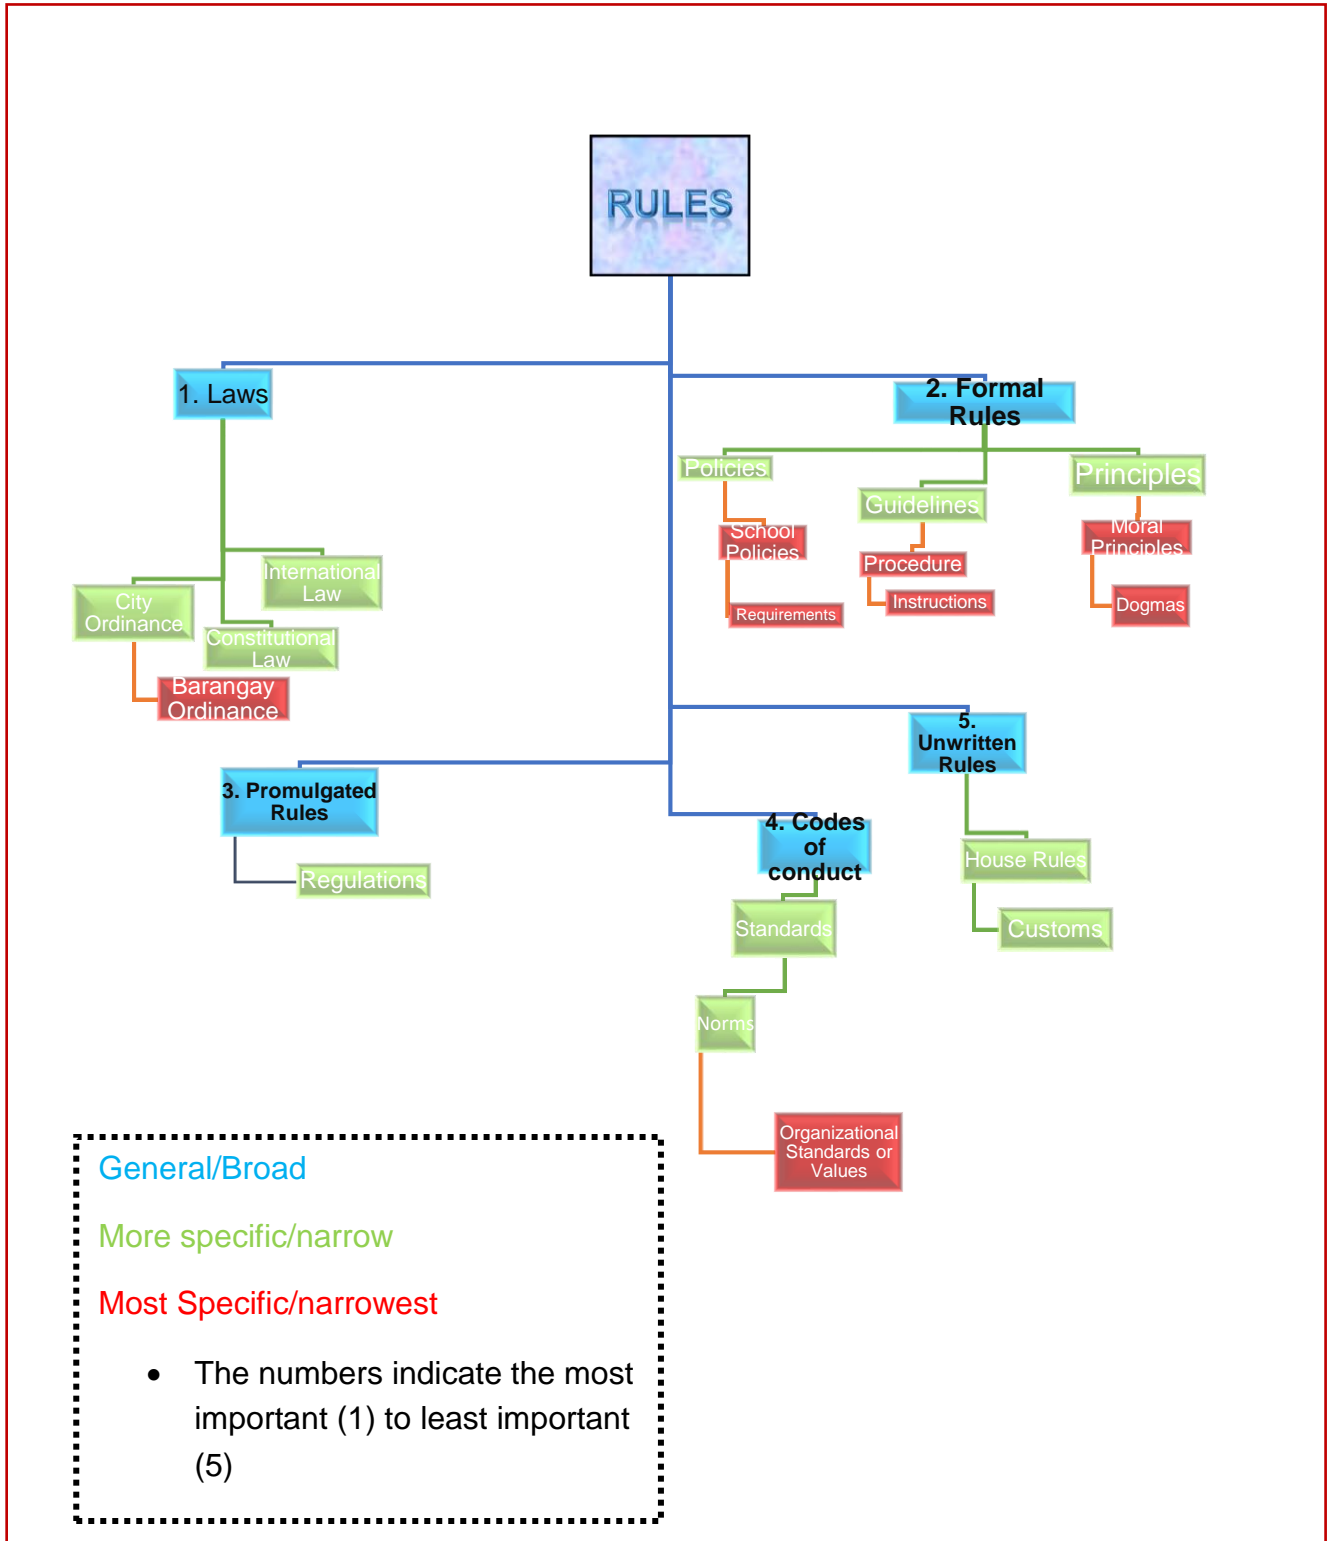 RULES
1. Laws
2. Formal
Rules
Policies
Guidelines
Principles
School
Policies
Requirements
Procedure
Instructions
Moral
Principles
Dogmas
International
Law
City
Ordinance
Constitutional
Law
Barangay
Ordinance
3. Promulgated
Rules
Regulations
4. Codes
of
conduct
Standards
Norms
Organizational
Standards or
Values
5.
Unwritten
Rules
House Rules
Customs
General/Broad
More specific/narrow
Most Specific/narrowest
• The numbers indicate the most
important (1) to least important
(5)